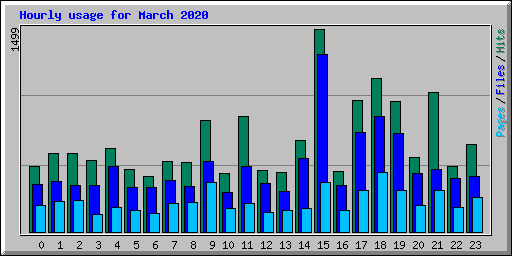 Hourly usage for March 2020
1499
Pages / Files / Hits
0 1 2 3 4 5 6 7 8 9 10 11 12 13 14 15 16 17 18 19 20 21 22 23